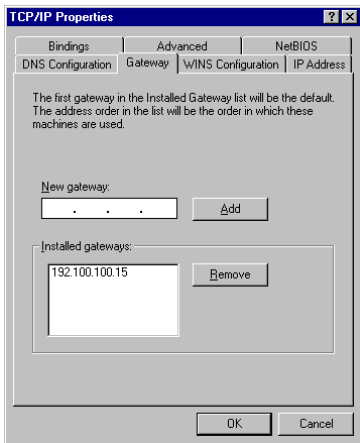 TCP/IP Properties
Bindings Advanced NetBIOS
DNS Configuration Gateway WINS Configuration IP Address
The first gateway in the Installed Gateway list will be the default.
The address order in the list will be the order in which these
machines are used.
New gateway:
. . .
Add
Installed gateways:
192.100.100.15
Remove
OK Cancel